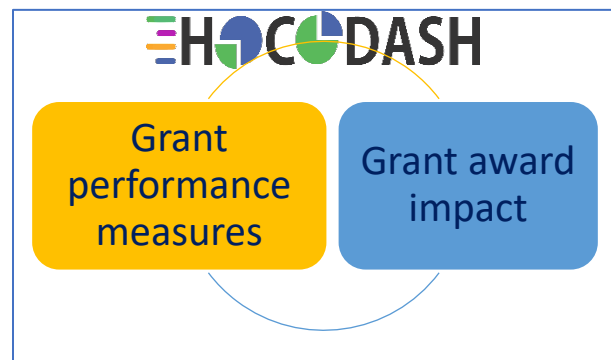 HOCODASH
Grant
performance
measures
Grant award
impact